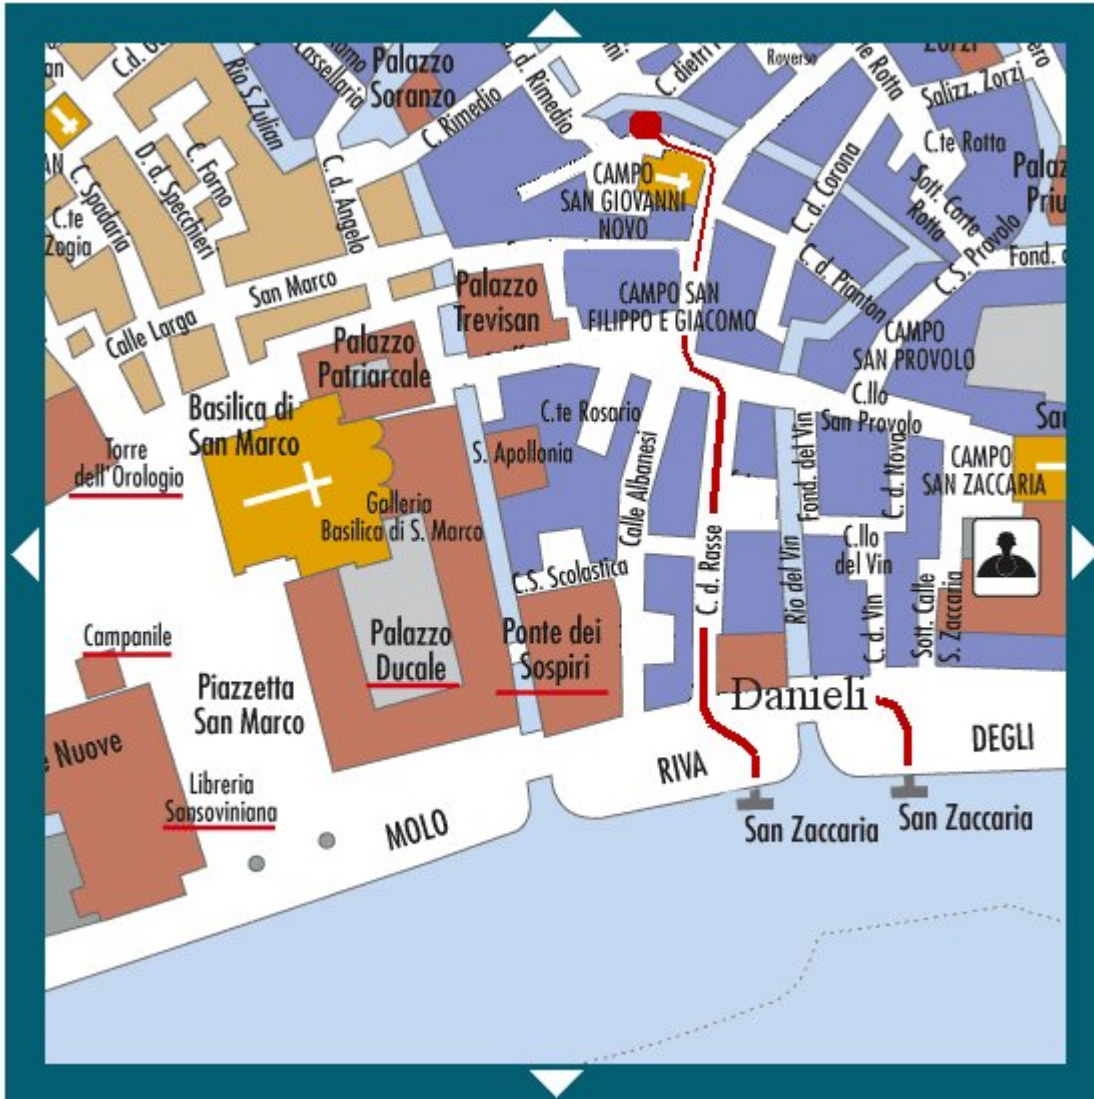 C.d.
Rio S.Zulian
Cassellaria
Palazzo
Soranzo
C. Rimedio
d. Rimedio
C. dietri
Roverso
Rotta
Salizz. Zorzi
C.te Rotta
Sott. Corte
Rotta
C. Spadaria
D. d. Specchieri
C. Forno
C. d. Angelo
C.te
Zogia
CAMPO
SAN GIOVANNI
NOVO
C. d. Corona
C. d. Pianton
C. S. Provolo
Fond.
San Marco
Calle Larga
Palazzo
Trevisan
CAMPO SAN
FILIPPO E GIACOMO
CAMPO
SAN PROVOLO
Palazzo
Patriarcale
Basilica di
San Marco
C.te Rosario
C.llo
San Provolo
Torre
dell'Orologio
S. Apollonia
Calle Albanesi
Fond. del Vin
C. d. Nova
CAMPO
SAN ZACCARIA
Galleria
Basilica di S. Marco
C.S. Scolastica
C. d. Rasse
Rio del Vin
C.llo
del Vin
C. d. Vin
Sott. Calle
S. Zaccaria
Campanile
Palazzo
Ducale
Ponte dei
Sospiri
Piazzetta
San Marco
Danieli
Nuove
Libreria
Sansoviniana
MOLO
RIVA
DEGLI
San Zaccaria
San Zaccaria